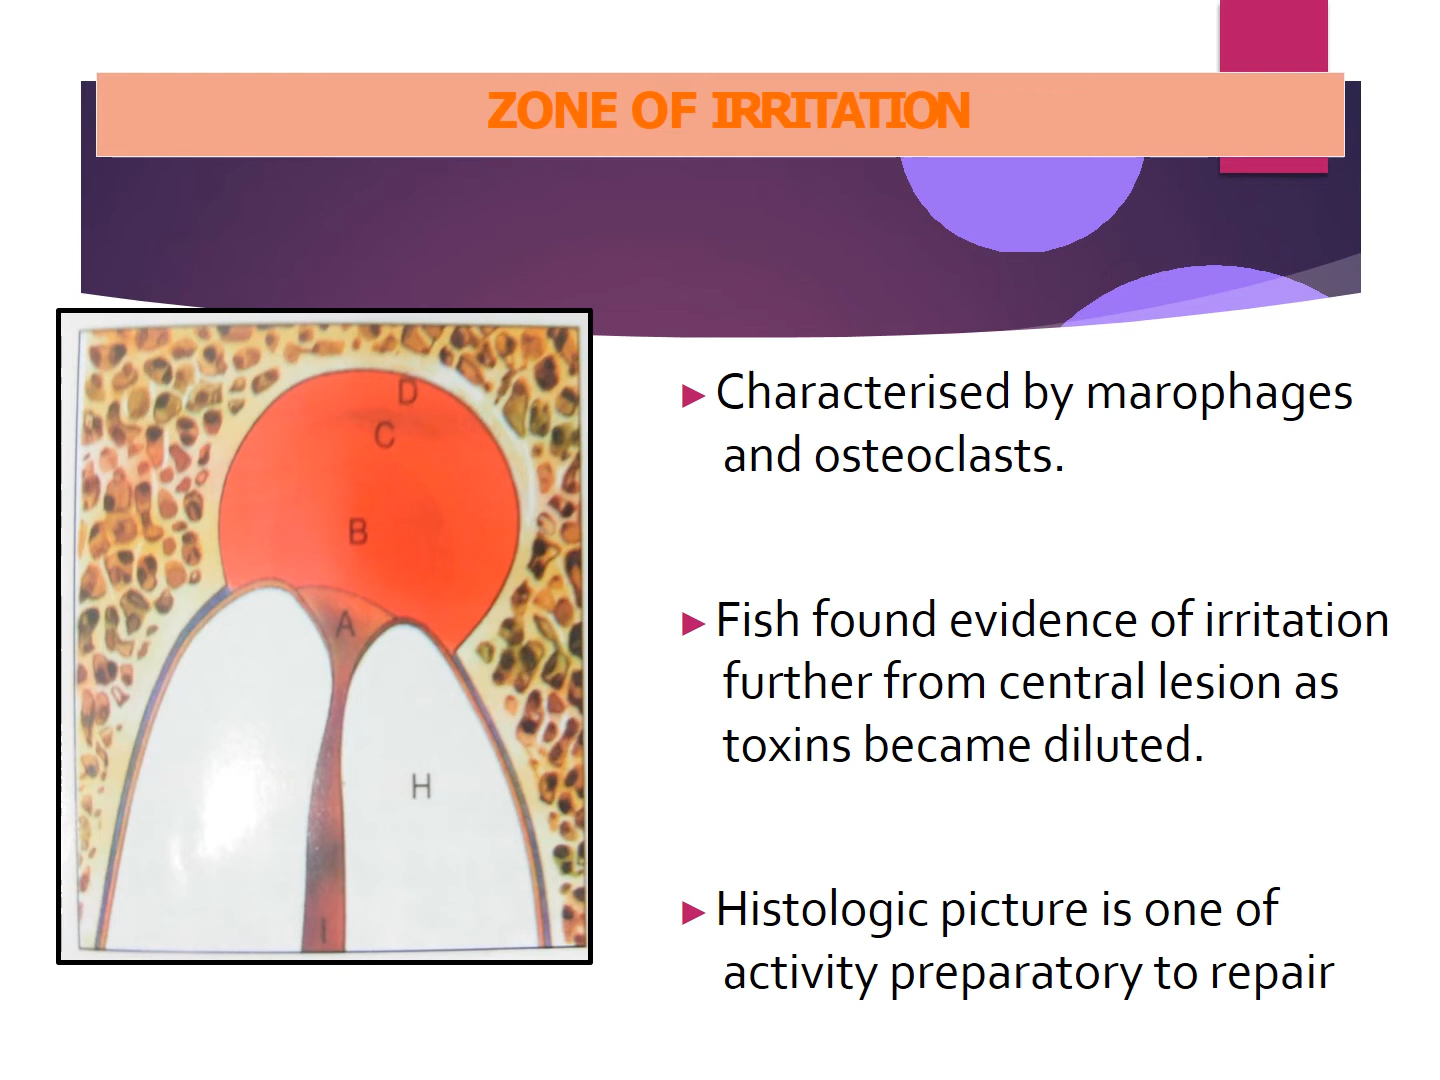 ZONE OF IRRITATION
D
C
B
A
H
I
► Characterised by marophages
and osteoclasts.
► Fish found evidence of irritation
further from central lesion as
toxins became diluted.
► Histologic picture is one of
activity preparatory to repair